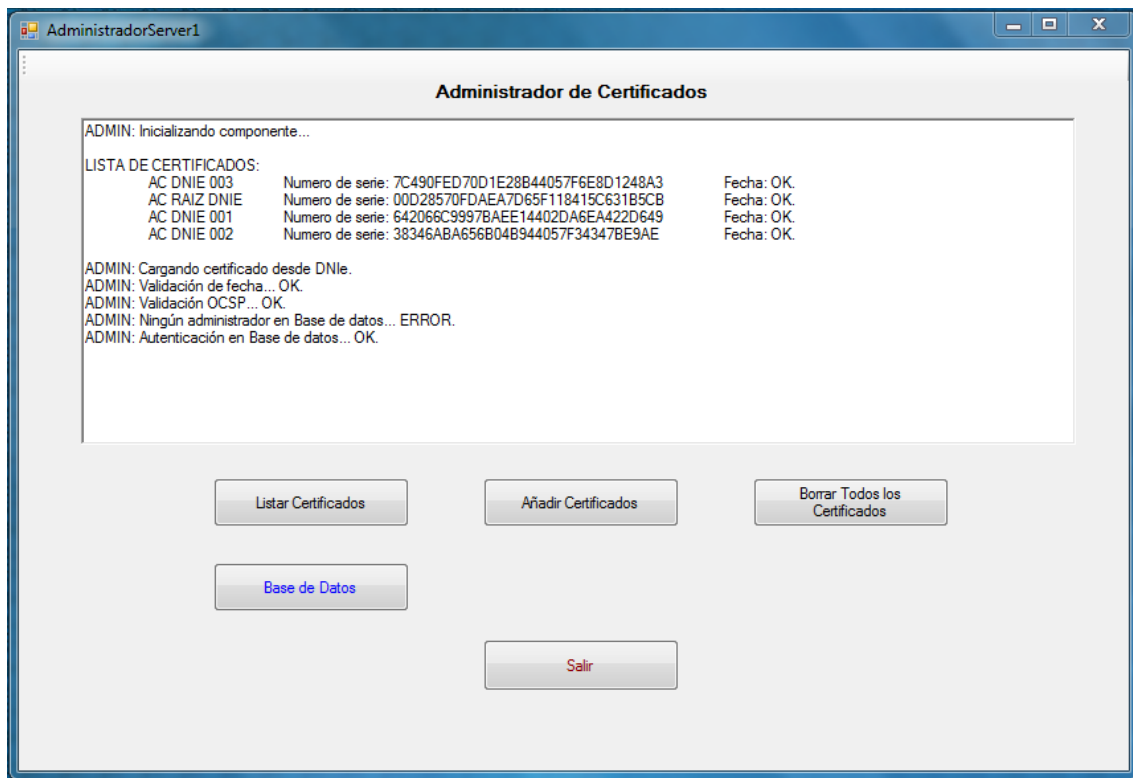 AdministradorServer1
Administrador de Certificados
ADMIN: Inicializando componente...
LISTA DE CERTIFICADOS:
AC DNIE 003 Numero de serie: 7C490FED70D1E28B44057F6E8D1248A3 Fecha: OK.
AC RAIZ DNIE Numero de serie: 00D28570FDAEA7D65F118415C631B5CB Fecha: OK.
AC DNIE 001 Numero de serie: 642066C9997BAEE14402DA6EA422D649 Fecha: OK.
AC DNIE 002 Numero de serie: 38346ABA656B04B944057F34347BE9AE Fecha: OK.
ADMIN: Cargando certificado desde DNIe.
ADMIN: Validación de fecha... OK.
ADMIN: Validación OCSP... OK.
ADMIN: Ningún administrador en Base de datos... ERROR.
ADMIN: Autenticación en Base de datos... OK.
Listar Certificados
Añadir Certificados
Borrar Todos los
Certificados
Base de Datos
Salir